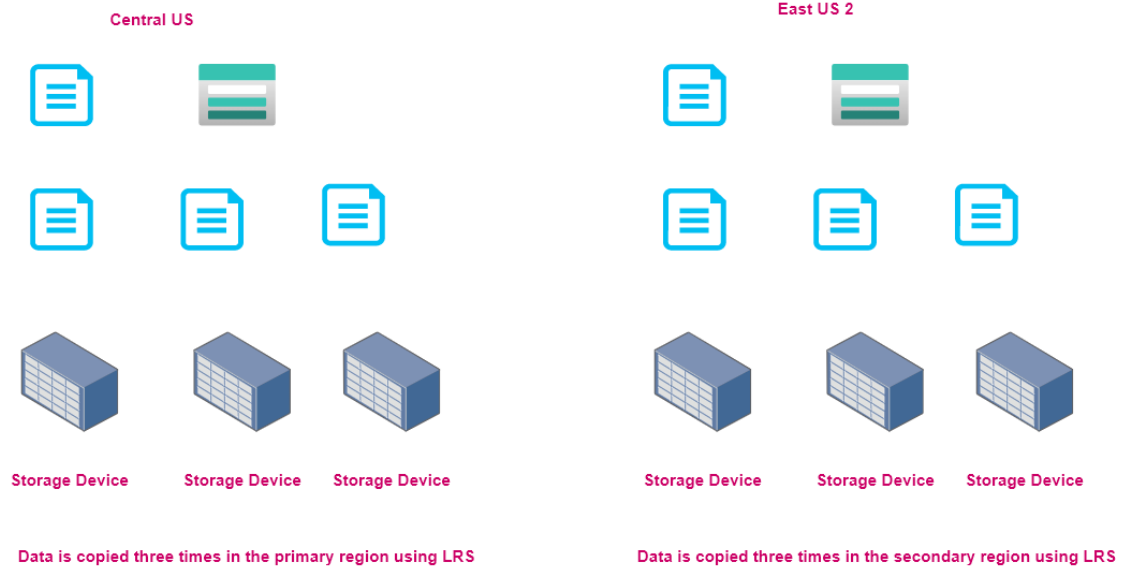 Central US
East US 2
Storage Device
Storage Device
Storage Device
Storage Device
Storage Device
Storage Device
Data is copied three times in the primary region using LRS
Data is copied three times in the secondary region using LRS